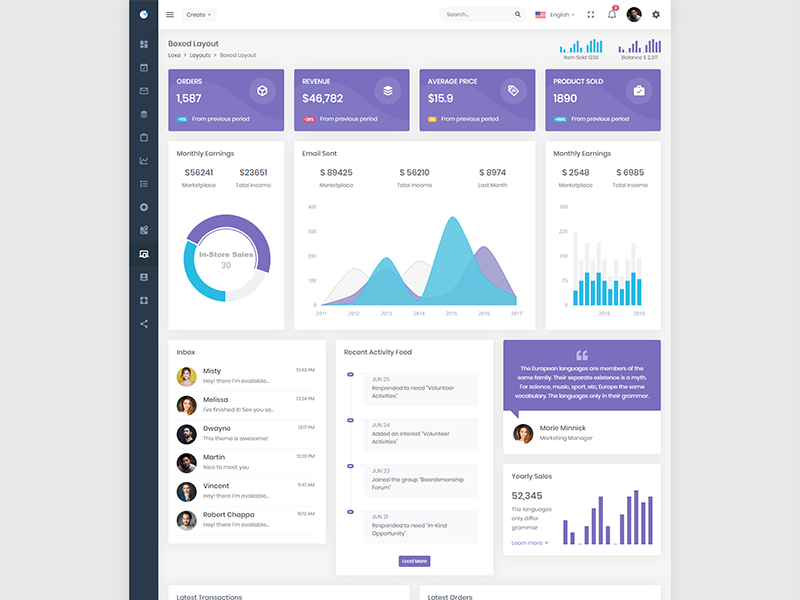 Create
Search...
English
3
Boxed Layout
Lexa > Layouts > Boxed Layout
Item Sold 1230
Balance $ 2,317
ORDERS
1,587
From previous period
REVENUE
$46,782
-29%
From previous period
AVERAGE PRICE
$15.9
0%
From previous period
PRODUCT SOLD
1890
+89%
From previous period
Monthly Earnings
$56241
Marketplace
$23651
Total Income
In-Store Sales
30
Email Sent
$ 89425
Marketplace
$ 56210
Total Income
$ 8974
Last Month
400
300
200
100
0
2011
2012
2013
2014
2015
2016
2017
Monthly Earnings
$ 2548
Marketplace
$ 6985
Total Income
300
225
150
75
0
2016
Inbox
Misty
13:40 PM
Hey! there I'm available..
Melissa
13:34 PM
I've finished it! See you so..
Dwayne
13:17 PM
This theme is awesome!
Martin
12:20 PM
Nice to meet you
Vincent
11:47 AM
Hey! there I'm available..
Robert Chappa
10:12 AM
Hey! there I'm available..
Recent Activity Feed
JUN 25
Responded to need "Volunteer
Activities"
JUN 24
Added an interest "Volunteer
Activities"
JUN 23
Joined the group "Boardsmanship
Forum"
JUN 21
Responded to need "In-Kind
Opportunity"
Load More
The European languages are members of the
same family. Their separate existence is a myth.
For science, music, sport, etc, Europe the same
vocabulary. The languages only in their grammar.
Marie Minnick
Marketing Manager
Yearly Sales
52,345
The languages
only differ
grammar
Learn more
Latest Transactions
Latest Orders